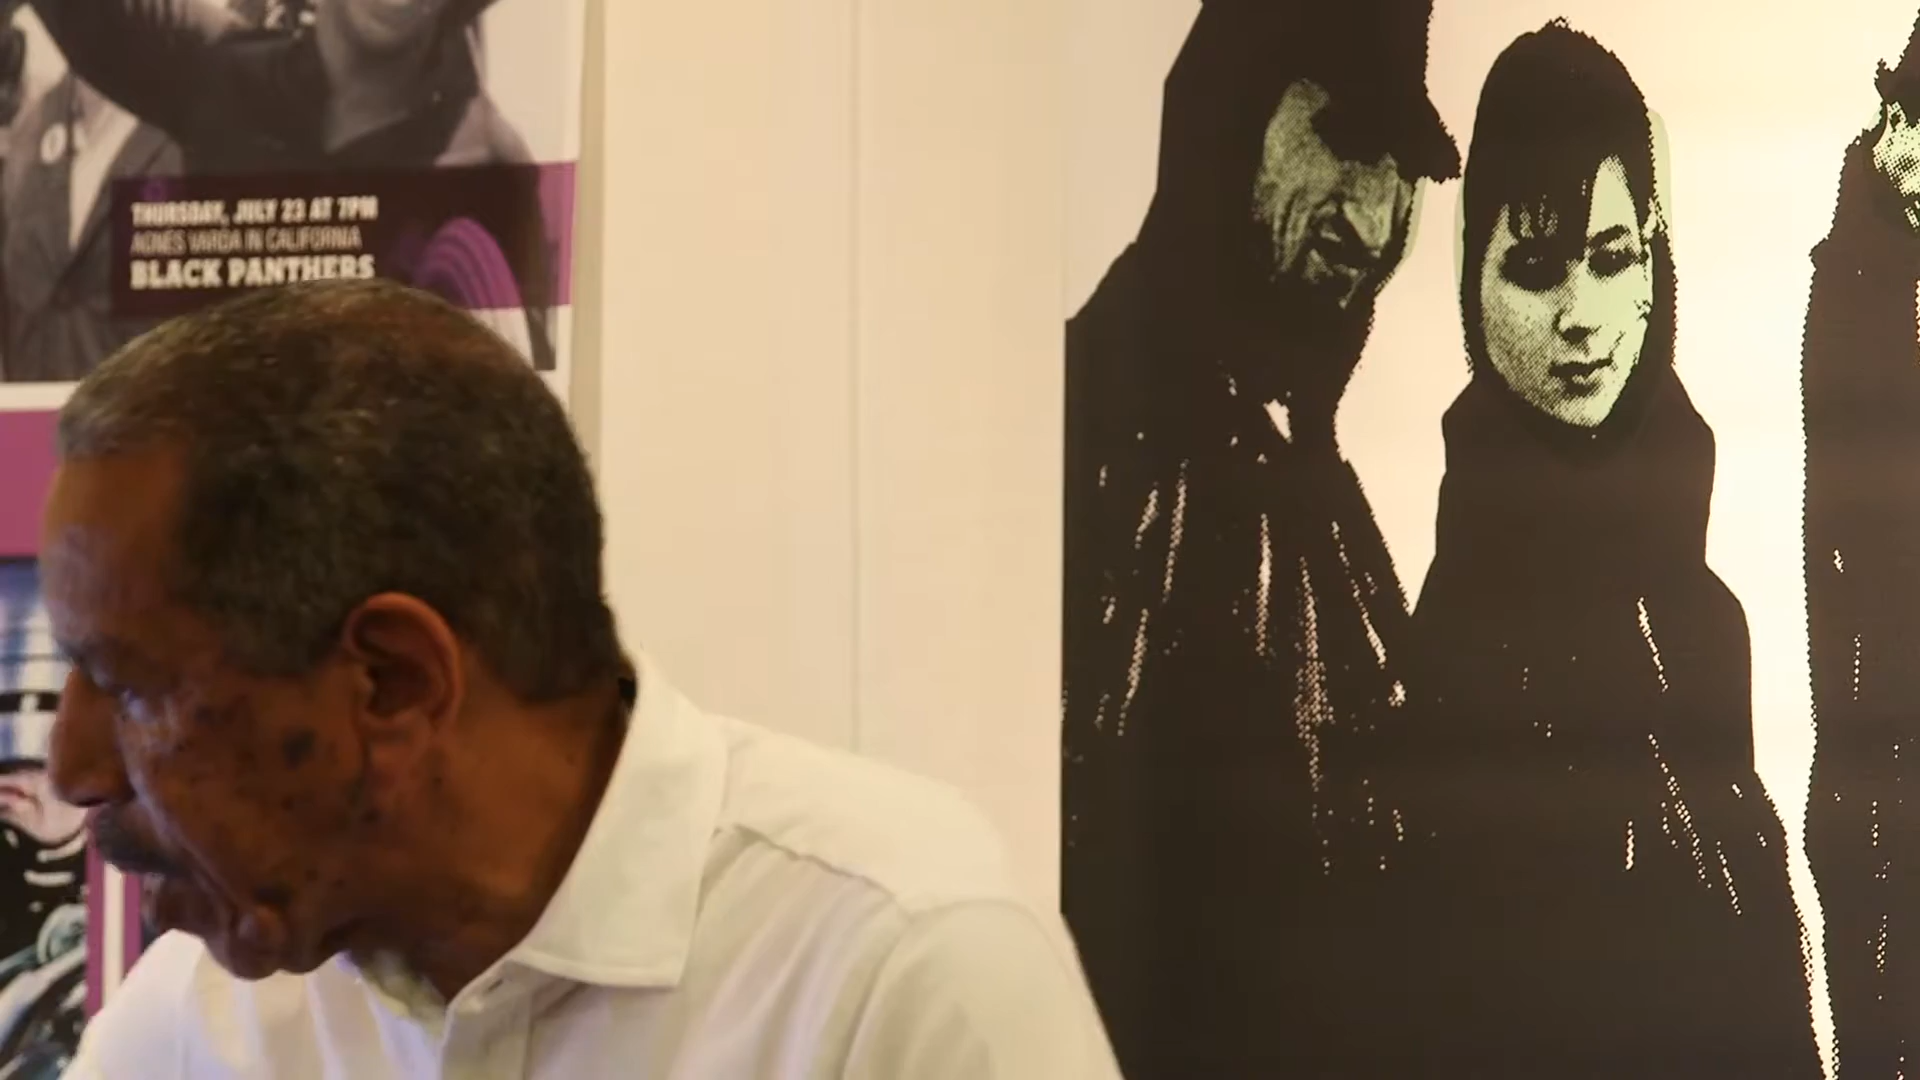 THURSDAY, JULY 23 AT 7PM
AGNÈS VARDA IN CALIFORNIA
BLACK PANTHERS